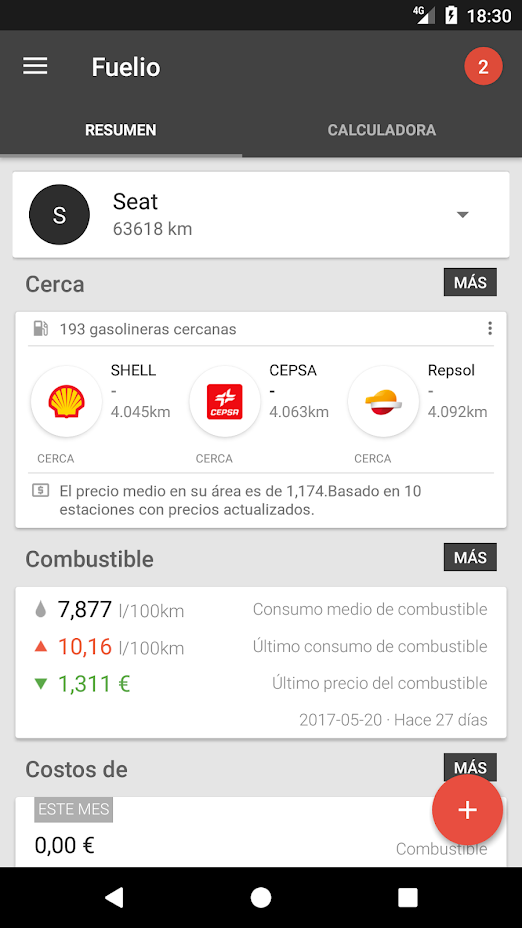 4G 18:30
Fuelio 2
RESUMEN CALCULADORA
S Seat
63618 km
Cerca MÁS
193 gasolineras cercanas
SHELL CEPSA Repsol
- - -
4.045km 4.063km 4.092km
CEPSA
CERCA CERCA CERCA
El precio medio en su área es de 1,174.Basado en 10
estaciones con precios actualizados.
Combustible MÁS
7,877 l/100km Consumo medio de combustible
10,16 l/100km Último consumo de combustible
1,311 € Último precio del combustible
2017-05-20 · Hace 27 días
Costos de MÁS
ESTE MES
0,00 € Combustible